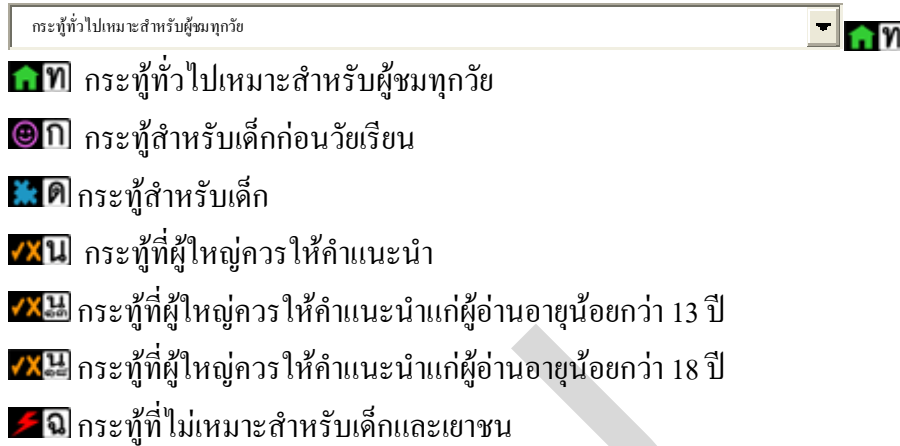 กระทู้ทั่วไปเหมาะสำหรับผู้ชมทุกวัย ท
ท กระทู้ทั่วไปเหมาะสำหรับผู้ชมทุกวัย
ก กระทู้สำหรับเด็กก่อนวัยเรียน
ด กระทู้สำหรับเด็ก
น กระทู้ที่ผู้ใหญ่ควรให้คำแนะนำ
น ๑๓ กระทู้ที่ผู้ใหญ่ควรให้คำแนะนำแก่ผู้อ่านอายุน้อยกว่า 13 ปี
น ๑๘ กระทู้ที่ผู้ใหญ่ควรให้คำแนะนำแก่ผู้อ่านอายุน้อยกว่า 18 ปี
ฉ กระทู้ที่ไม่เหมาะสำหรับเด็กและเยาชน